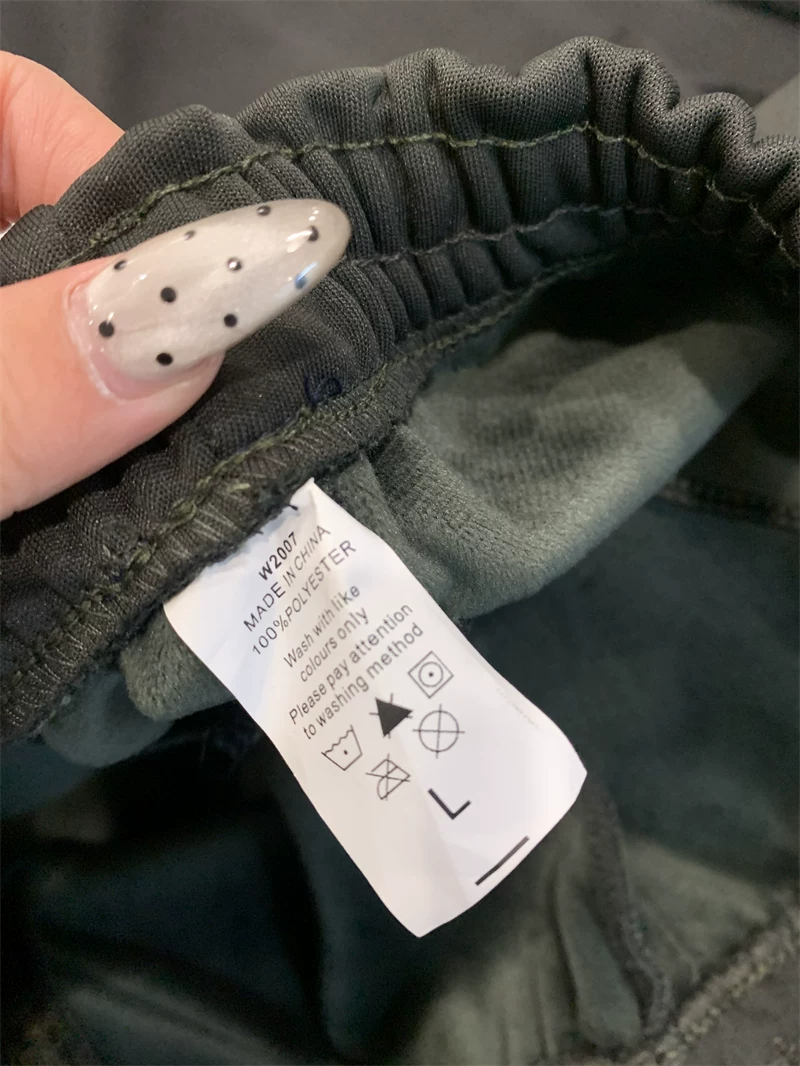 W2007
MADE IN CHINA
100%POLYESTER
Wash with like
colours only
Please pay attention
to washing method
L